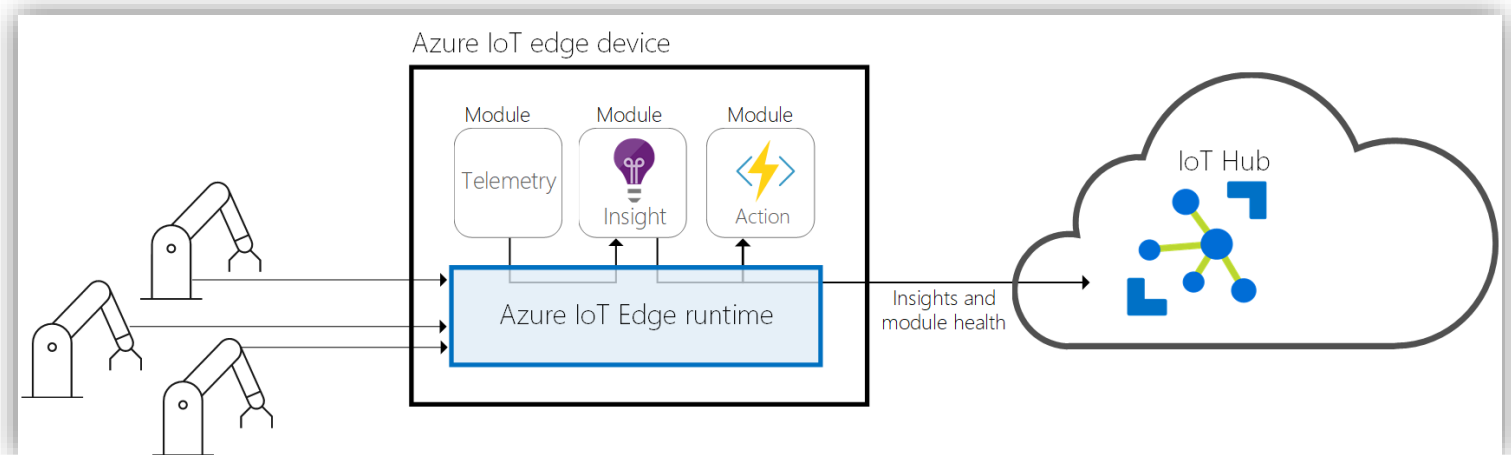 Azure IoT edge device
Module
Module
Module
Telemetry
Insight
Action
Azure IoT Edge runtime
Insights and
module health
IoT Hub